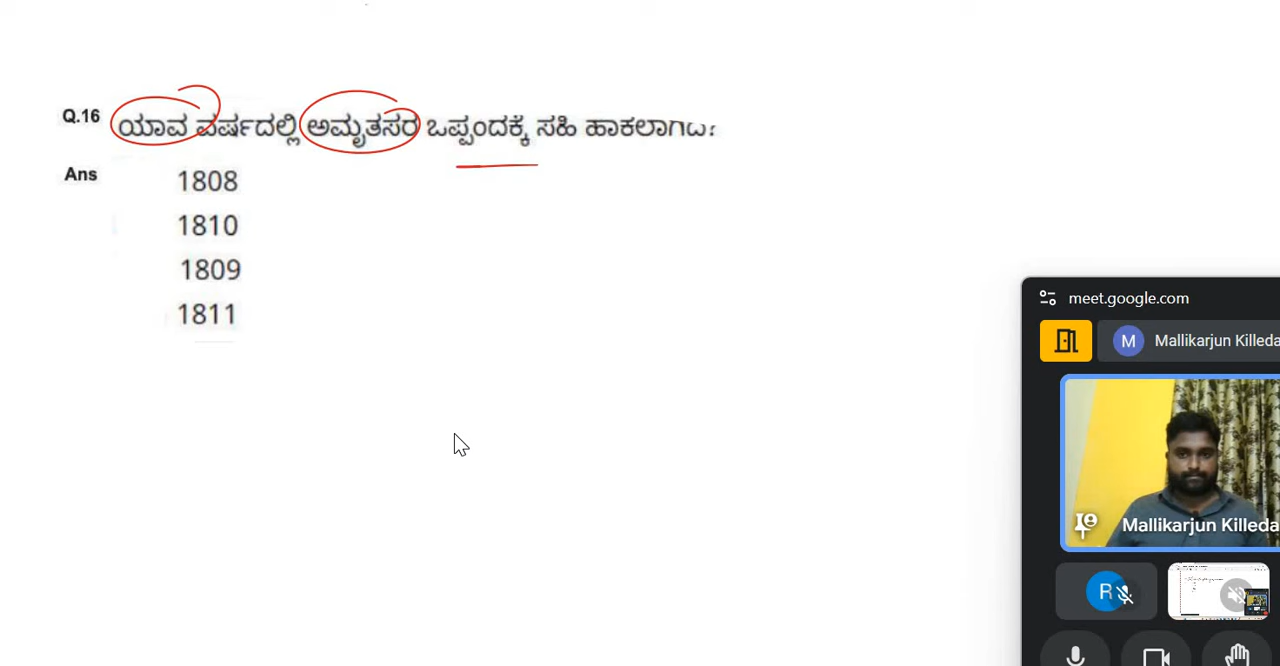 Q.16 ಯಾವ ವರ್ಷದಲ್ಲಿ ಅಮೃತಸರ ಒಪ್ಪಂದಕ್ಕೆ ಸಹಿ ಹಾಕಲಾಗಿದೆ?
Ans
1808
1810
1809
1811
meet.google.com
M Mallikarjun Killeda
Mallikarjun Killeda
R